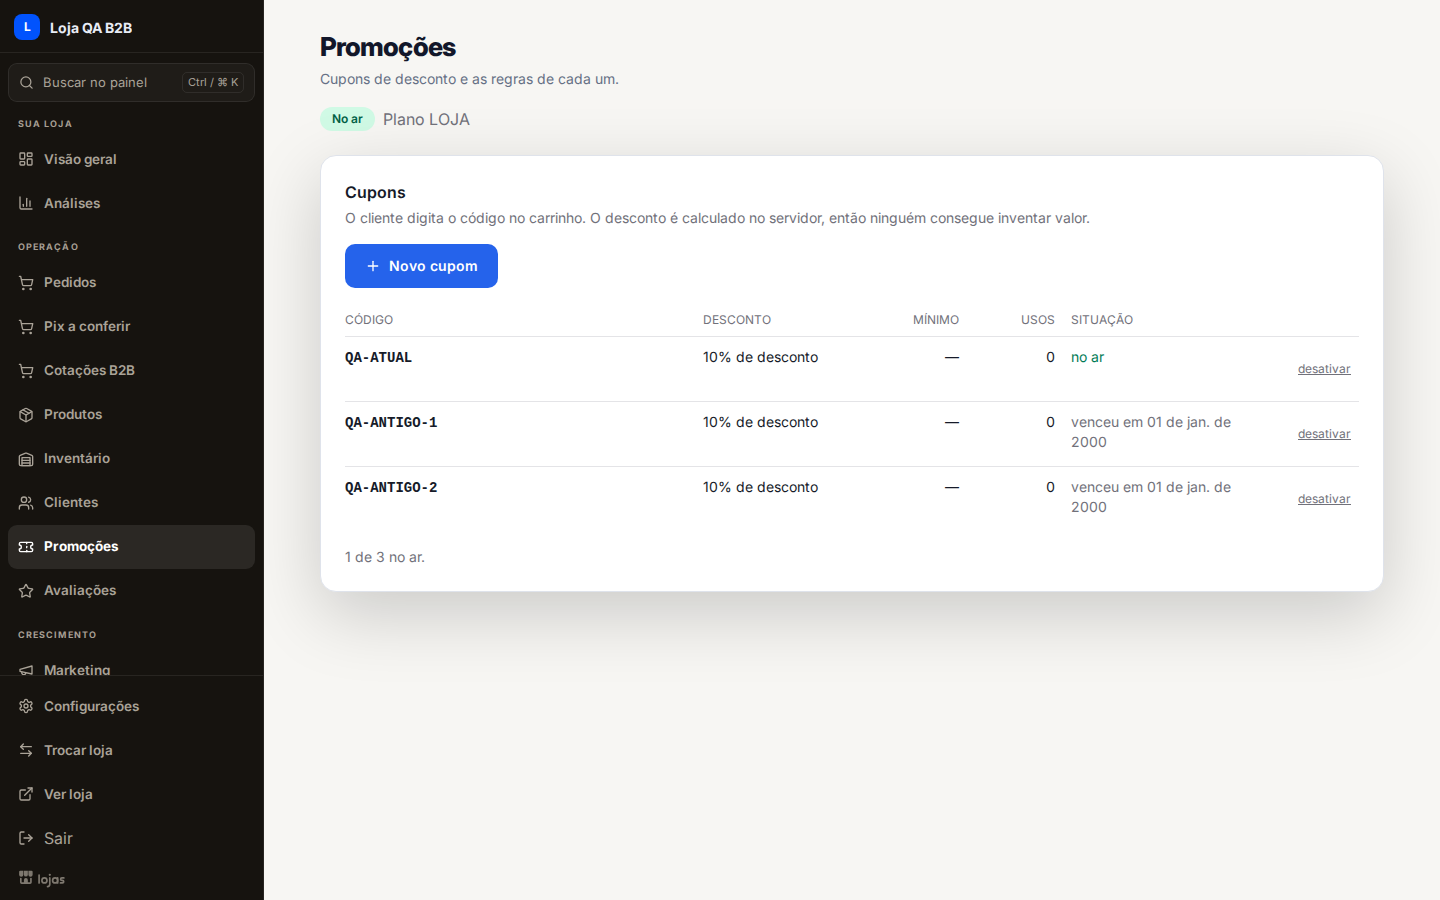 L Loja QA B2B
Buscar no painel Ctrl / ⌘ K
SUA LOJA
Visão geral
Análises
OPERAÇÃO
Pedidos
Pix a conferir
Cotações B2B
Produtos
Inventário
Clientes
Promoções
Avaliações
CRESCIMENTO
Marketing
Configurações
Trocar loja
Ver loja
Sair
lojas
Promoções
Cupons de desconto e as regras de cada um.
No ar Plano LOJA
Cupons
O cliente digita o código no carrinho. O desconto é calculado no servidor, então ninguém consegue inventar valor.
+ Novo cupom
CÓDIGO DESCONTO MÍNIMO USOS SITUAÇÃO
QA-ATUAL 10% de desconto — 0 no ar desativar
QA-ANTIGO-1 10% de desconto — 0 venceu em 01 de jan. de
2000 desativar
QA-ANTIGO-2 10% de desconto — 0 venceu em 01 de jan. de
2000 desativar
1 de 3 no ar.